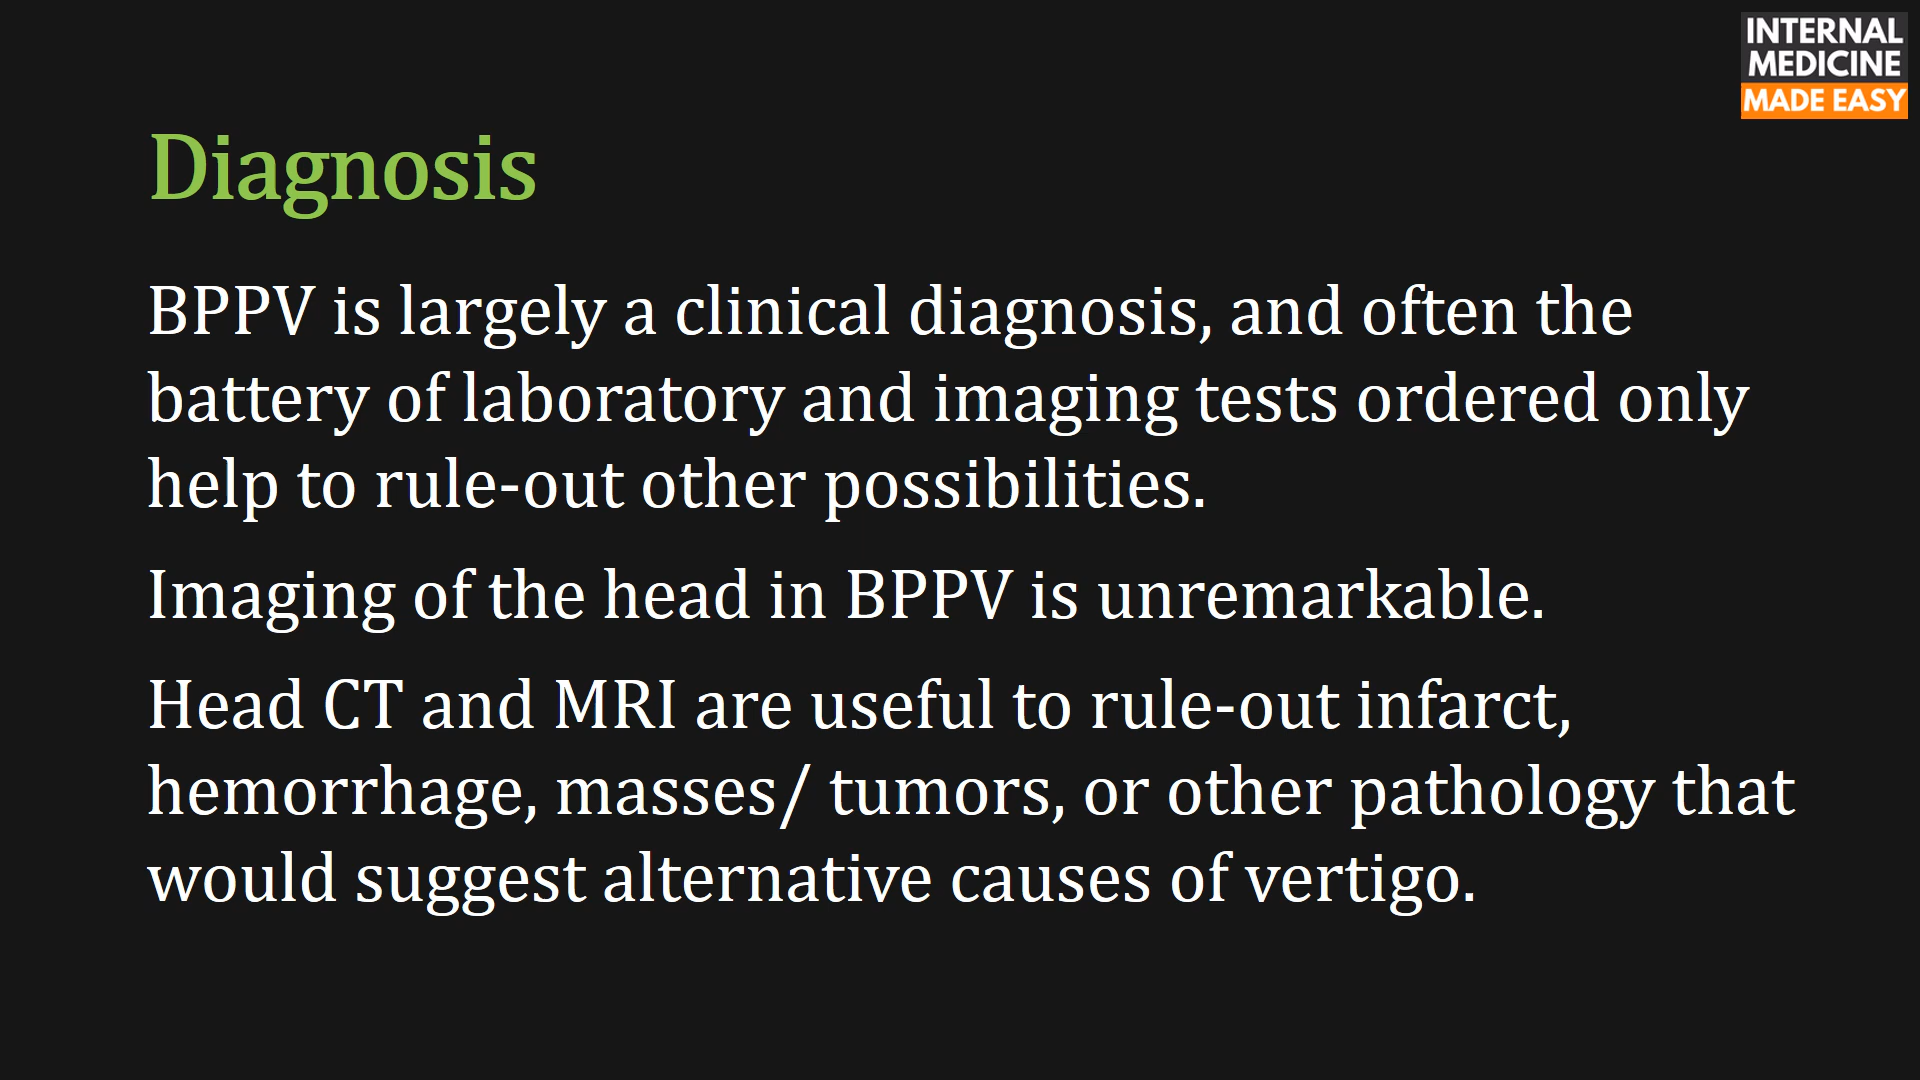 INTERNAL
MEDICINE
MADE EASY
Diagnosis
BPPV is largely a clinical diagnosis, and often the
battery of laboratory and imaging tests ordered only
help to rule-out other possibilities.
Imaging of the head in BPPV is unremarkable.
Head CT and MRI are useful to rule-out infarct,
hemorrhage, masses/ tumors, or other pathology that
would suggest alternative causes of vertigo.